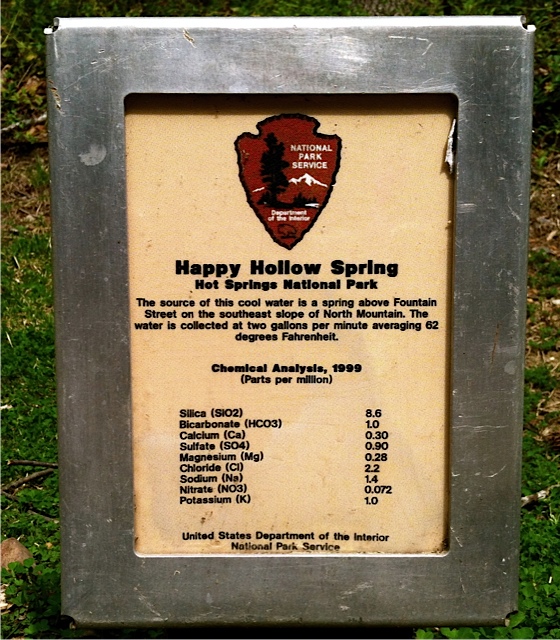 NATIONAL
PARK
SERVICE
Department
of the Interior
Happy Hollow Spring
Hot Springs National Park
The source of this cool water is a spring above Fountain
Street on the southeast slope of North Mountain. The
water is collected at two gallons per minute averaging 62
degrees Fahrenheit.
Chemical Analysis, 1999
(Parts per million)
Silica (SiO2) 8.6
Bicarbonate (HCO3) 1.0
Calcium (Ca) 0.30
Sulfate (SO4) 0.90
Magnesium (Mg) 0.28
Chloride (Cl) 2.2
Sodium (Na) 1.4
Nitrate (NO3) 0.072
Potassium (K) 1.0
United States Department of the Interior
National Park Service